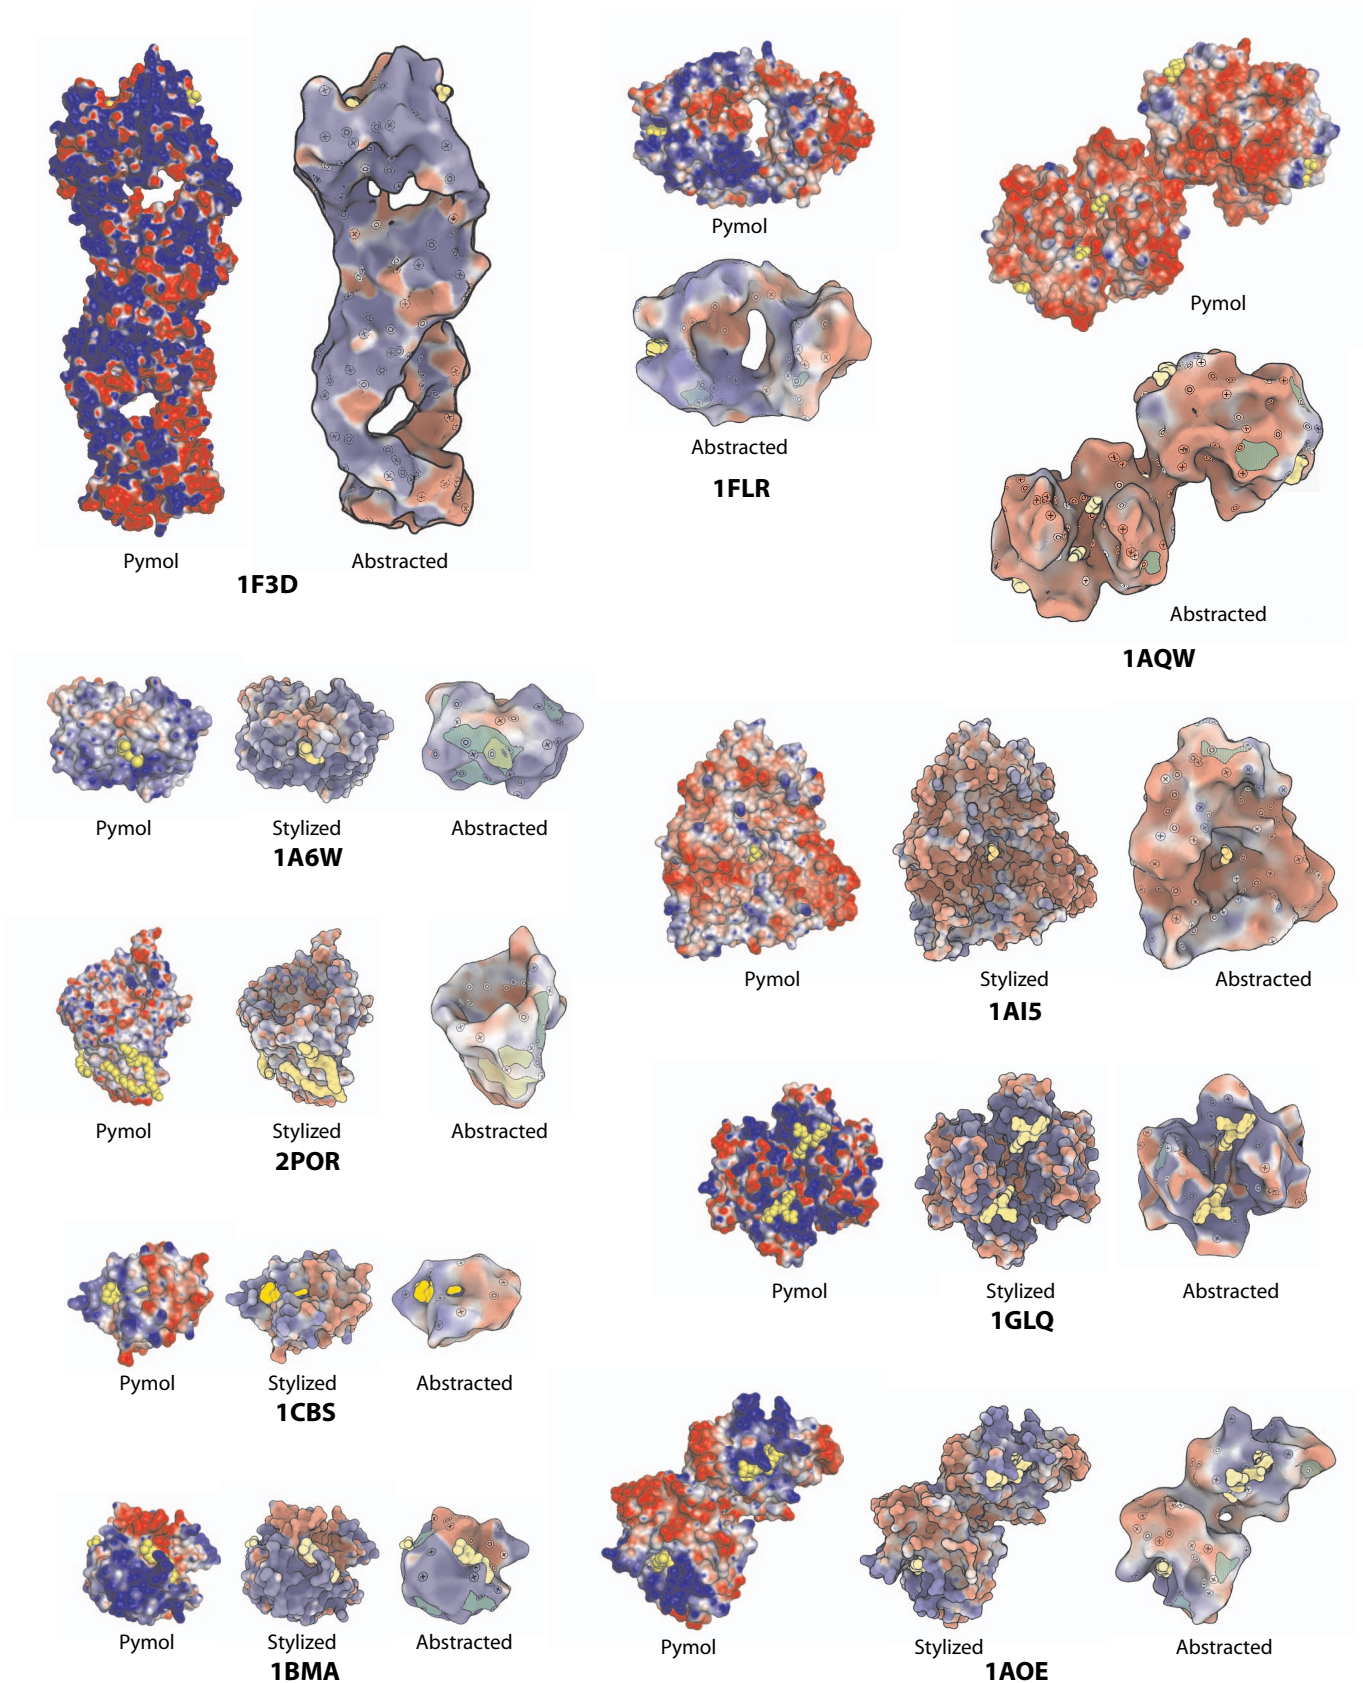 Pymol
Abstracted
1F3D
Pymol
Abstracted
1FLR
Pymol
Abstracted
1AQW
Pymol Stylized Abstracted
1A6W
Pymol Stylized Abstracted
2POR
Pymol Stylized Abstracted
1CBS
Pymol Stylized Abstracted
1BMA
Pymol Stylized Abstracted
1AI5
Pymol Stylized Abstracted
1GLQ
Pymol Stylized Abstracted
1AOE